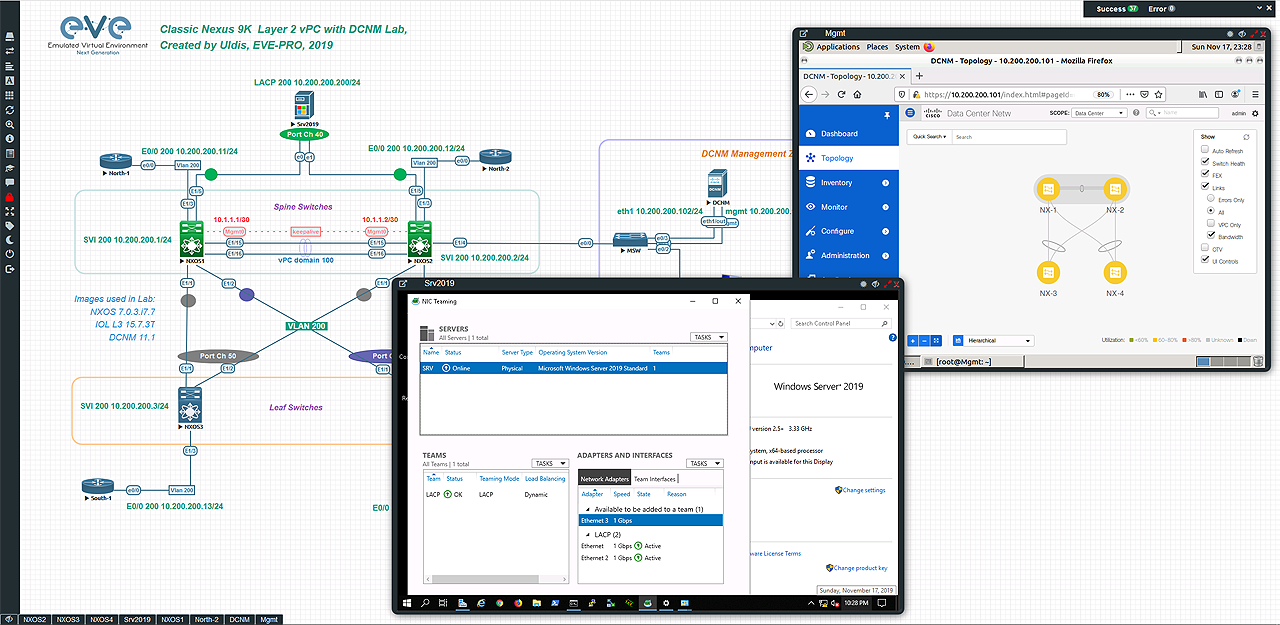 Success 37 Error 0
eve
Emulated Virtual Environment
Next Generation
Classic Nexus 9K Layer 2 vPC with DCNM Lab,
Created by Uldis, EVE-PRO, 2019
LACP 200 10.200.200.200/24
Srv2019
Port Ch 40
e0 e1
E0/0 200 10.200.200.11/24
E0/0 200 10.200.200.12/24
North-1
e0/0
Vlan 200
Vlan 200
e0/0
North-2
E1/5
E1/5
E1/3
E1/3
Spine Switches
SVI 200 10.200.200.1/24
10.1.1.1/30
10.1.1.2/30
Mgmt0
keepalive
Mgmt0
E1/15
E1/15
E1/16
E1/16
NXOS1
vPC domain 100
NXOS2
E1/4
SVI 200 10.200.200.2/24
E1/1
E1/2
E1/2
E1/1
Images used in Lab:
NXOS 7.0.3.i7.7
IOL L3 15.7.3T
DCNM 11.1
VLAN 200
Port Ch 50
Port C
E1/1
E1/2
E1/1
SVI 200 10.200.200.3/24
NXOS3
Leaf Switches
E1/3
South-1
e0/0
Vlan 200
E0/0 200 10.200.200.13/24
E0/0
DCNM Management 2
DCNM
DCNM
eth1 10.200.200.102/24
mgmt 10.200.200.
eth1/out
mgmt
e0/0
MSW
e0/3
e0/2
Mgmt
Applications Places System
Sun Nov 17, 23:28
DCNM - Topology - 10.200.200.101 - Mozilla Firefox
DCNM - Topology - 10.200.2
https://10.200.200.101/index.html#pageId=
80%
cisco Data Center Netw
SCOPE: Data Center
Name
admin
Dashboard
Topology
Inventory
Monitor
Configure
Administration
Quick Search
Search
NX-1
NX-2
NX-3
NX-4
Show
Auto Refresh
Switch Health
FEX
Links
Errors Only
All
VPC Only
Bandwidth
OTV
UI Controls
Hierarchical
Utilization: <60% 60~80% >80% Unknown Down
[root@Mgmt: ~]
Srv2019
NIC Teaming
SERVERS
All Servers | 1 total
TASKS
Name Status Server Type Operating System Version Teams
SRV Online Physical Microsoft Windows Server 2019 Standard 1
TEAMS
All Teams | 1 total
TASKS
Team Status Teaming Mode Load Balancing
LACP OK LACP Dynamic
ADAPTERS AND INTERFACES
TASKS
Network Adapters Team Interfaces
Adapter Speed State Reason
Available to be added to a team (1)
Ethernet 3 1 Gbps
LACP (2)
Ethernet 1 Gbps Active
Ethernet 2 1 Gbps Active
Search Control Panel
mputer
Windows Server® 2019
version 2.5+ 3.33 GHz
ystem, x64-based processor
nput is available for this Display
Change settings
ware License Terms
Change product key
Sunday, November 17, 2019
10:28 PM
NXOS2 NXOS3 NXOS4 Srv2019 NXOS1 North-2 DCNM Mgmt